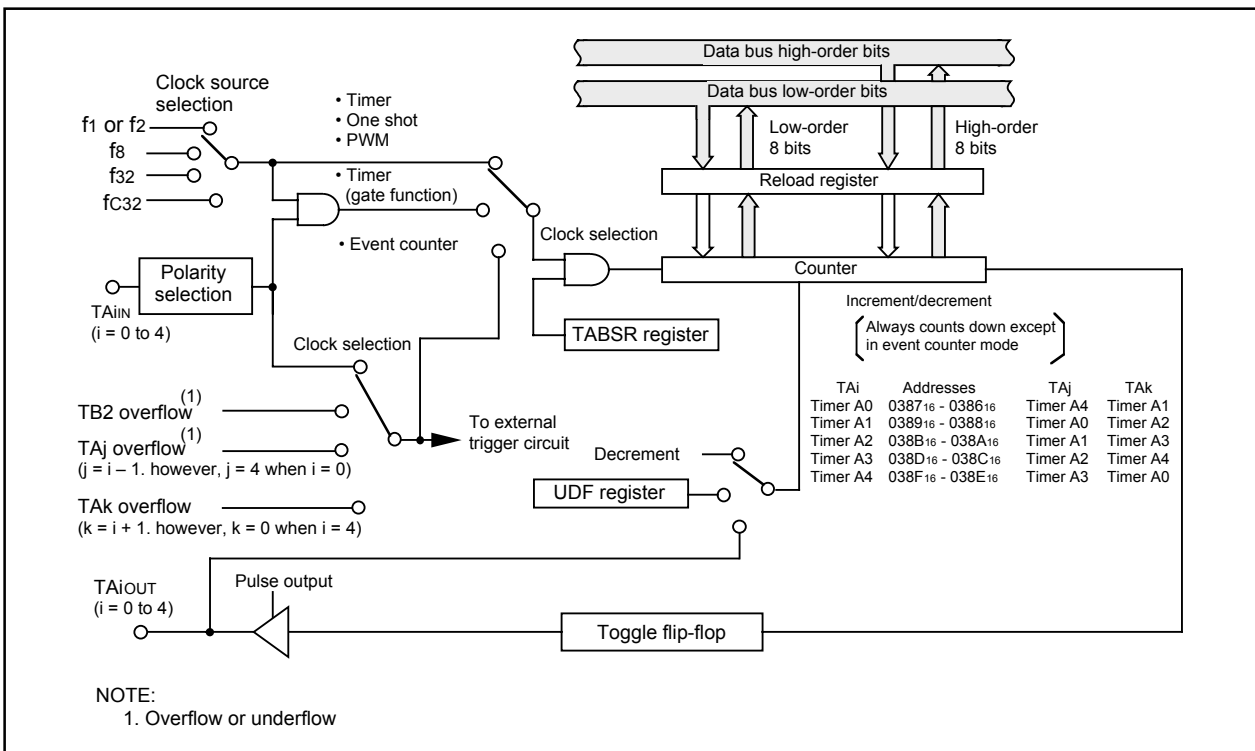 Data bus high-order bits
Data bus low-order bits
Clock source
selection
f1 or f2
f8
f32
fC32
• Timer
• One shot
• PWM
• Timer
(gate function)
• Event counter
Low-order
8 bits
High-order
8 bits
Reload register
Clock selection
Counter
Polarity
selection
TAiIN
(i = 0 to 4)
TABSR register
Increment/decrement
Always counts down except
in event counter mode
Clock selection
TB2 overflow (1)
TAj overflow (1)
(j = i – 1. however, j = 4 when i = 0)
TAk overflow
(k = i + 1. however, k = 0 when i = 4)
To external
trigger circuit
Decrement
UDF register
TAi Addresses TAj TAk
Timer A0 038716 - 038616 Timer A4 Timer A1
Timer A1 038916 - 038816 Timer A0 Timer A2
Timer A2 038B16 - 038A16 Timer A1 Timer A3
Timer A3 038D16 - 038C16 Timer A2 Timer A4
Timer A4 038F16 - 038E16 Timer A3 Timer A0
TAiOUT
(i = 0 to 4)
Pulse output
Toggle flip-flop
NOTE:
1. Overflow or underflow